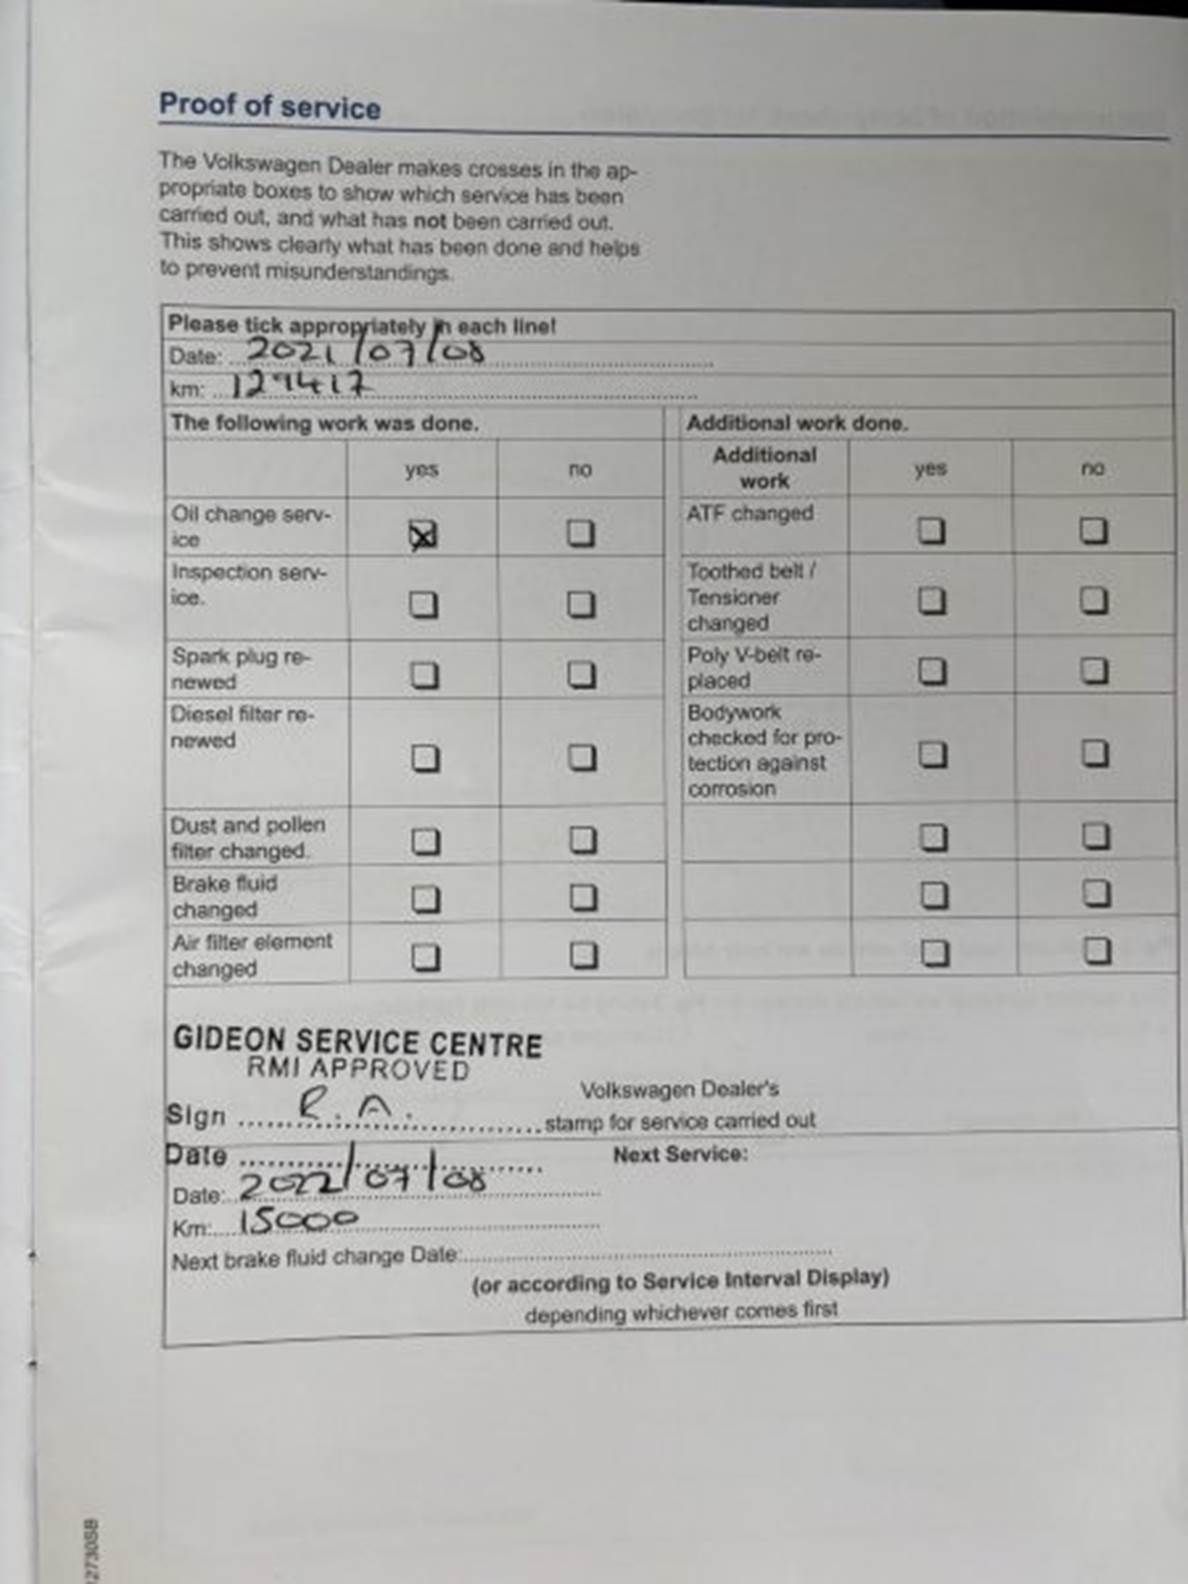 Proof of service
The Volkswagen Dealer makes crosses in the ap-
propriate boxes to show which service has been
carried out, and what has not been carried out.
This shows clearly what has been done and helps
to prevent misunderstandings.
Please tick appropriately in each line!
Date: 2021/07/08
km: 129417
The following work was done.
yes no
Oil change serv-
ice
Inspection serv-
ice.
Spark plug re-
newed
Diesel filter re-
newed
Dust and pollen
filter changed.
Brake fluid
changed
Air filter element
changed
Additional work done.
Additional
work
yes no
ATF changed
Toothed belt /
Tensioner
changed
Poly V-belt re-
placed
Bodywork
checked for pro-
tection against
corrosion
GIDEON SERVICE CENTRE
RMI APPROVED
Volkswagen Dealer's
Sign R.A. stamp for service carried out
Date Next Service:
Date: 2022/07/08
Km: 15000
Next brake fluid change Date:
(or according to Service Interval Display)
depending whichever comes first